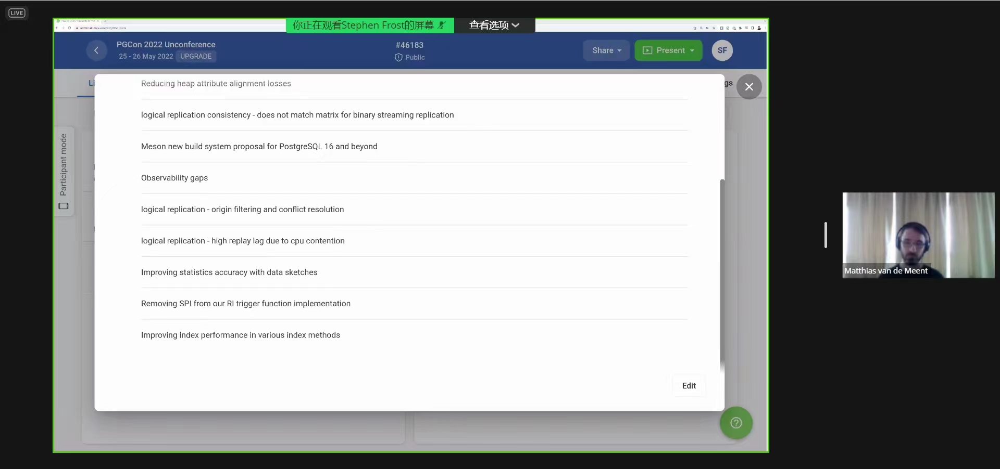 LIVE
PGCon 2022 Unconference
你正在观看Stephen Frost的屏幕
查看选项
PGCon 2022 Unconference
25 - 26 May 2022 UPGRADE
#46183
Public
Share
Present
SF
Li
gs
Participant mode
Reducing heap attribute alignment losses
logical replication consistency - does not match matrix for binary streaming replication
Meson new build system proposal for PostgreSQL 16 and beyond
Observability gaps
logical replication - origin filtering and conflict resolution
logical replication - high replay lag due to cpu contention
Improving statistics accuracy with data sketches
Removing SPI from our RI trigger function implementation
Improving index performance in various index methods
Edit
Matthias van de Meent